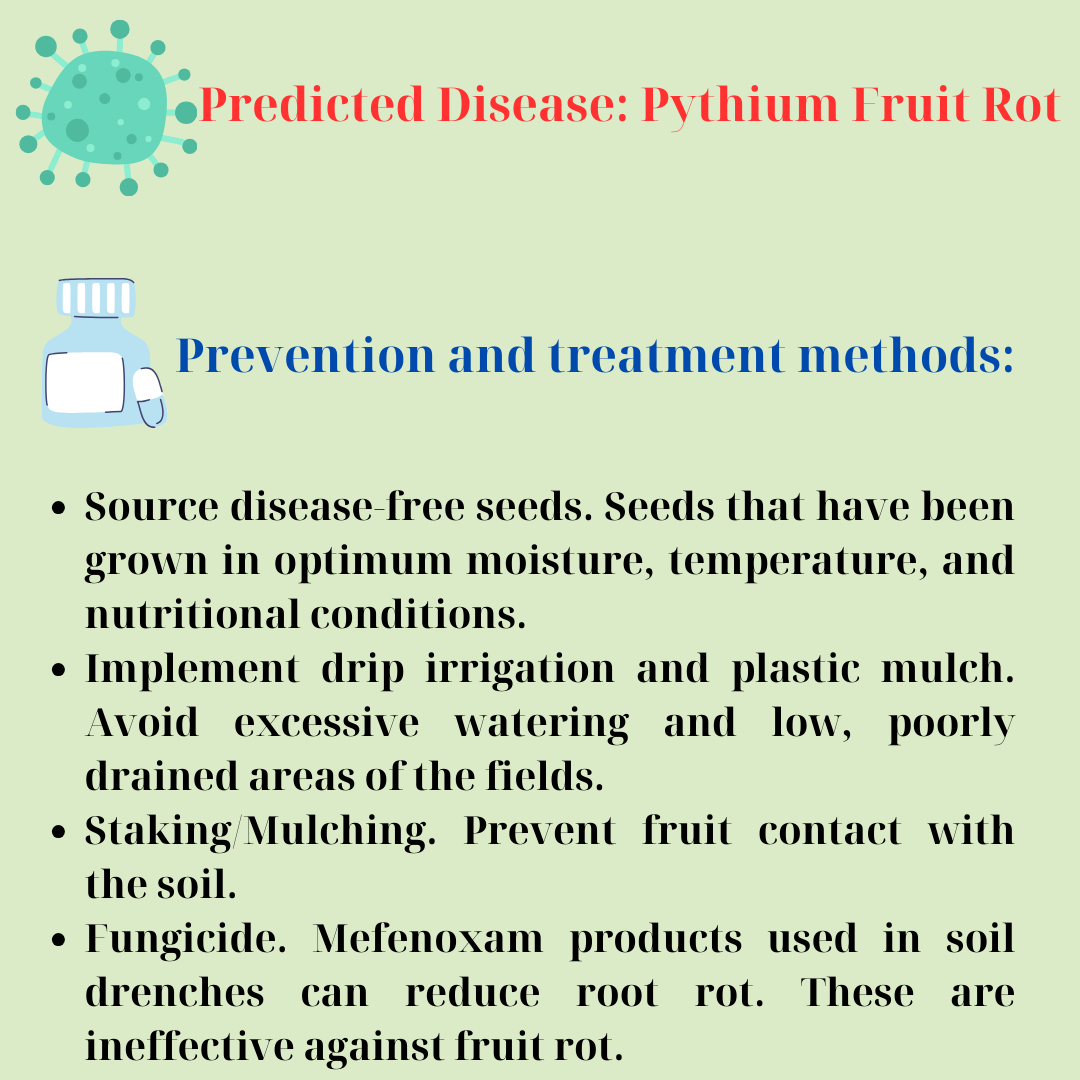 Predicted Disease: Pythium Fruit Rot
Prevention and treatment methods:
• Source disease-free seeds. Seeds that have been
grown in optimum moisture, temperature, and
nutritional conditions.
• Implement drip irrigation and plastic mulch.
Avoid excessive watering and low, poorly
drained areas of the fields.
• Staking/Mulching. Prevent fruit contact with
the soil.
• Fungicide. Mefenoxam products used in soil
drenches can reduce root rot. These are
ineffective against fruit rot.